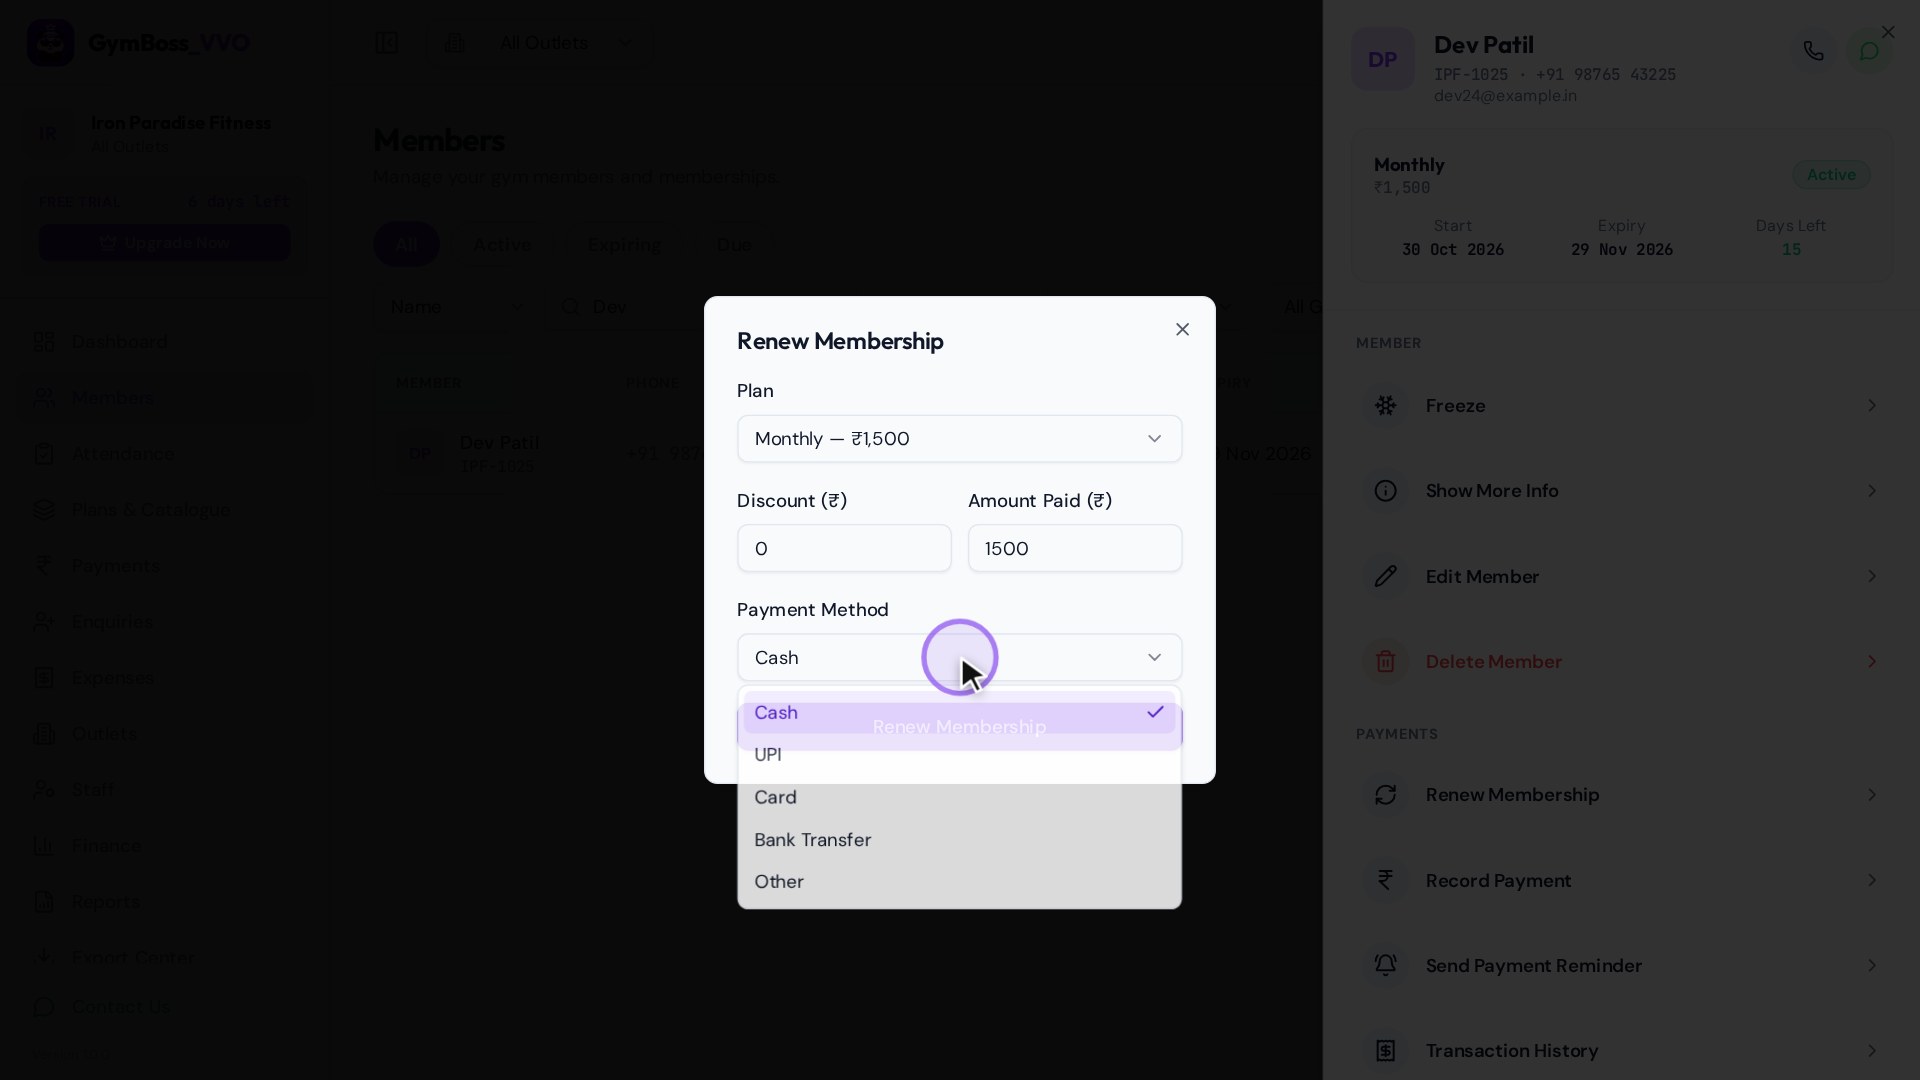 GymBoss_VVO
All Outlets
Iron Paradise Fitness
All Outlets
FREE TRIAL
6 days left
Upgrade Now
Dashboard
Members
Attendance
Plans & Catalogue
Payments
Enquiries
Expenses
Outlets
Staff
Finance
Reports
Export Center
Contact Us
Members
Manage your gym members and memberships.
All
Active
Expiring
Due
Name
Dev
MEMBER
PHONE
DP
Dev Patil
IPF-1025
+91 987
Nov 2026
Renew Membership
Plan
Monthly — ₹1,500
Discount (₹)
Amount Paid (₹)
0
1500
Payment Method
Cash
Cash
Renew Membership
UPI
Card
Bank Transfer
Other
DP
Dev Patil
IPF-1025 · +91 98765 43225
dev24@example.in
Monthly
₹1,500
Active
Start
Expiry
Days Left
30 Oct 2026
29 Nov 2026
15
MEMBER
Freeze
Show More Info
Edit Member
Delete Member
PAYMENTS
Renew Membership
Record Payment
Send Payment Reminder
Transaction History